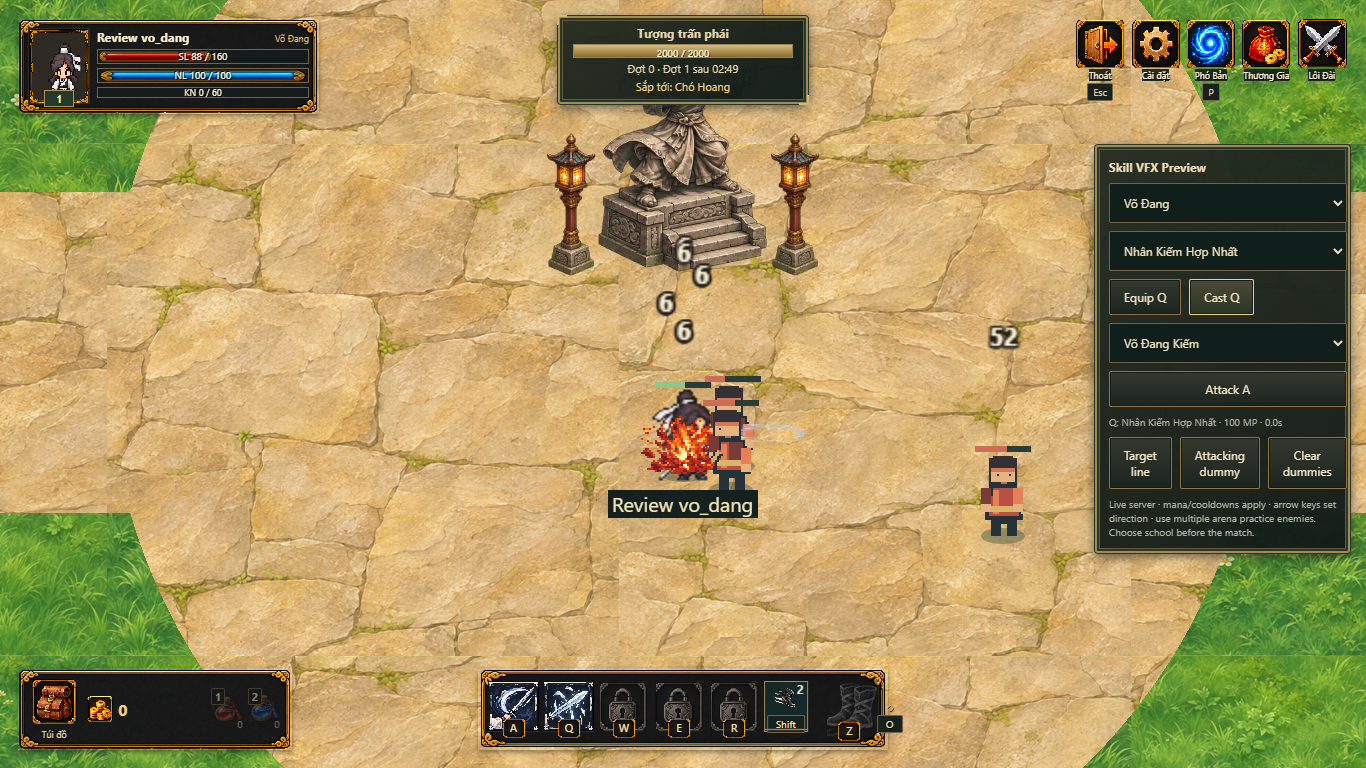 Review vo_dang
Võ Đang
SL 88 / 160
NL 100 / 100
KN 0 / 60
1
Tượng trấn phái
2000 / 2000
Đợt 0 · Đợt 1 sau 02:49
Sắp tới: Chó Hoang
Thoát
Cài đặt
Phó Bản
Thương Gia
Lôi Đài
Esc
P
Skill VFX Preview
Võ Đang
Nhân Kiếm Hợp Nhất
Equip Q
Cast Q
Võ Đang Kiếm
Attack A
Q: Nhân Kiếm Hợp Nhất · 100 MP · 0.0s
Target line
Attacking dummy
Clear dummies
Live server · mana/cooldowns apply · arrow keys set
direction · use multiple arena practice enemies.
Choose school before the match.
6
6
6
6
52
Review vo_dang
Túi đồ
0
1
0
2
0
A
Q
W
E
R
2
Shift
Z
O